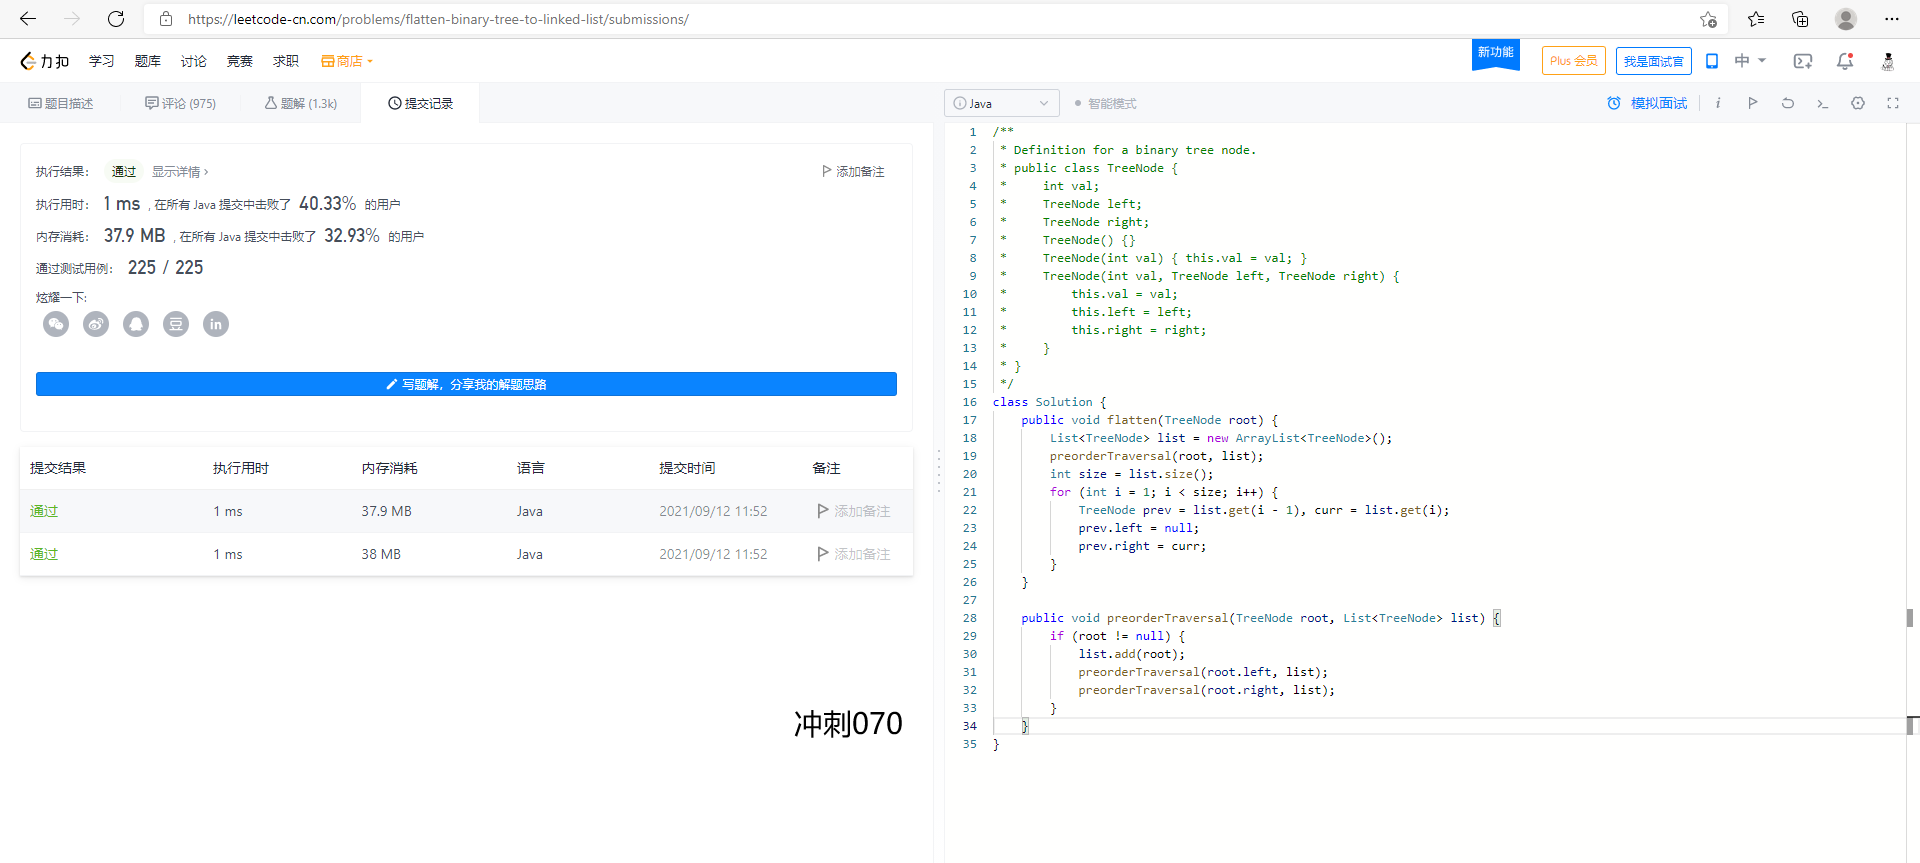 https://leetcode-cn.com/problems/flatten-binary-tree-to-linked-list/submissions/
力扣 学习 题库 讨论 竞赛 求职 商店 新功能 Plus 会员 我是面试官 中
题目描述 评论 (975) 题解 (1.3k) 提交记录
Java 智能模式 模拟面试 i
执行结果： 通过 显示详情 › 添加备注
执行用时： 1 ms , 在所有 Java 提交中击败了 40.33% 的用户
内存消耗： 37.9 MB , 在所有 Java 提交中击败了 32.93% 的用户
通过测试用例： 225 / 225
炫耀一下:
豆 in
写题解，分享我的解题思路
提交结果 执行用时 内存消耗 语言 提交时间 备注
通过 1 ms 37.9 MB Java 2021/09/12 11:52 添加备注
通过 1 ms 38 MB Java 2021/09/12 11:52 添加备注
冲刺070
1 /**
2 * Definition for a binary tree node.
3 * public class TreeNode {
4 * int val;
5 * TreeNode left;
6 * TreeNode right;
7 * TreeNode() {}
8 * TreeNode(int val) { this.val = val; }
9 * TreeNode(int val, TreeNode left, TreeNode right) {
10 * this.val = val;
11 * this.left = left;
12 * this.right = right;
13 * }
14 * }
15 */
16 class Solution {
17 public void flatten(TreeNode root) {
18 List<TreeNode> list = new ArrayList<TreeNode>();
19 preorderTraversal(root, list);
20 int size = list.size();
21 for (int i = 1; i < size; i++) {
22 TreeNode prev = list.get(i - 1), curr = list.get(i);
23 prev.left = null;
24 prev.right = curr;
25 }
26 }
27
28 public void preorderTraversal(TreeNode root, List<TreeNode> list) {
29 if (root != null) {
30 list.add(root);
31 preorderTraversal(root.left, list);
32 preorderTraversal(root.right, list);
33 }
34 }
35 }